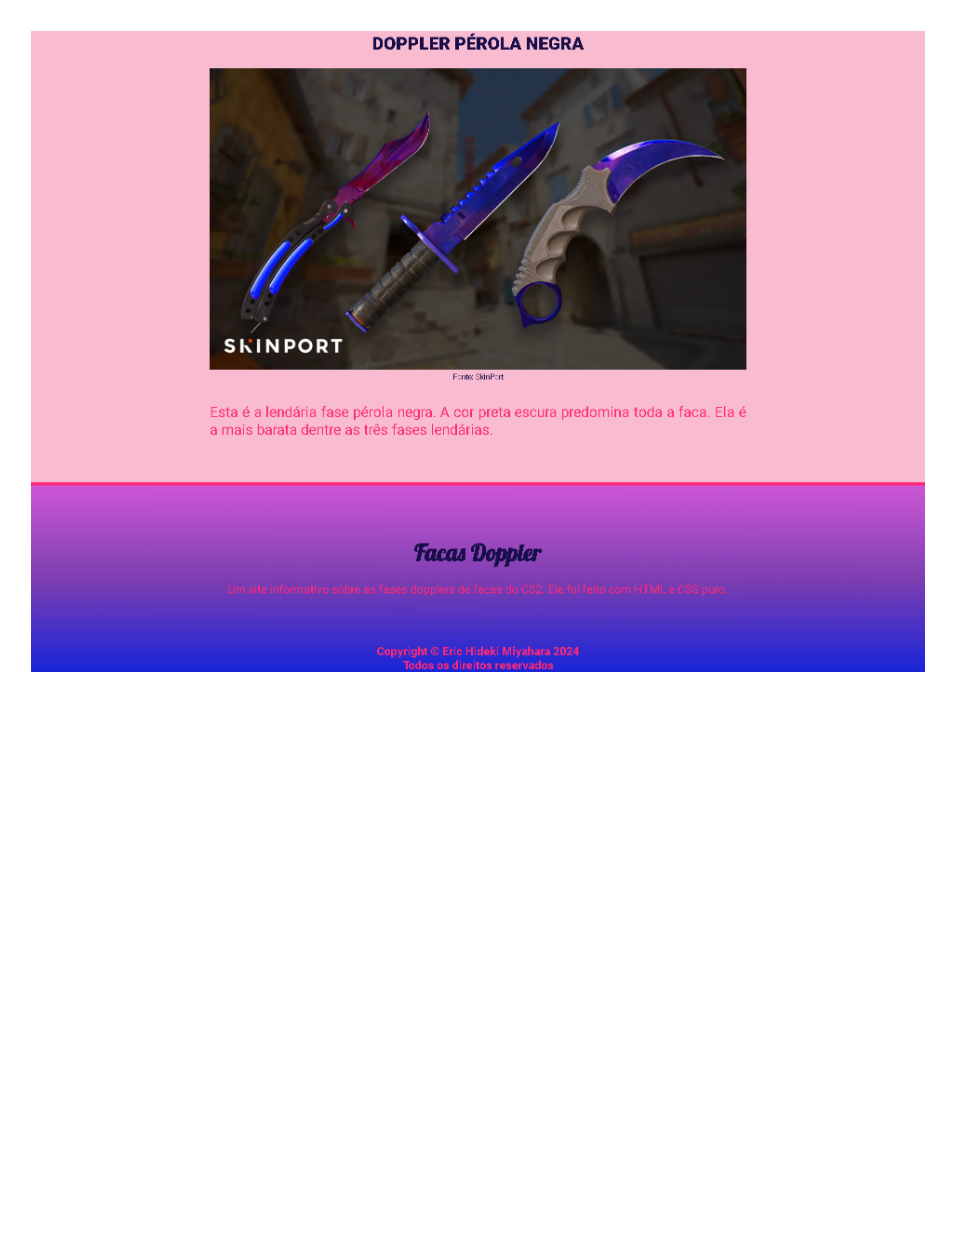 DOPPLER PÉROLA NEGRA
SKINPORT
Fonte: SkinPort
Esta é a lendária fase pérola negra. A cor preta escura predomina toda a faca. Ela é
a mais barata dentre as três fases lendárias.
Facas Doppler
Um site informativo sobre as fases dopplers de facas do CS2. Ele foi feito com HTML e CSS puro.
Copyright © Eric Hideki Miyahara 2024
Todos os direitos reservados